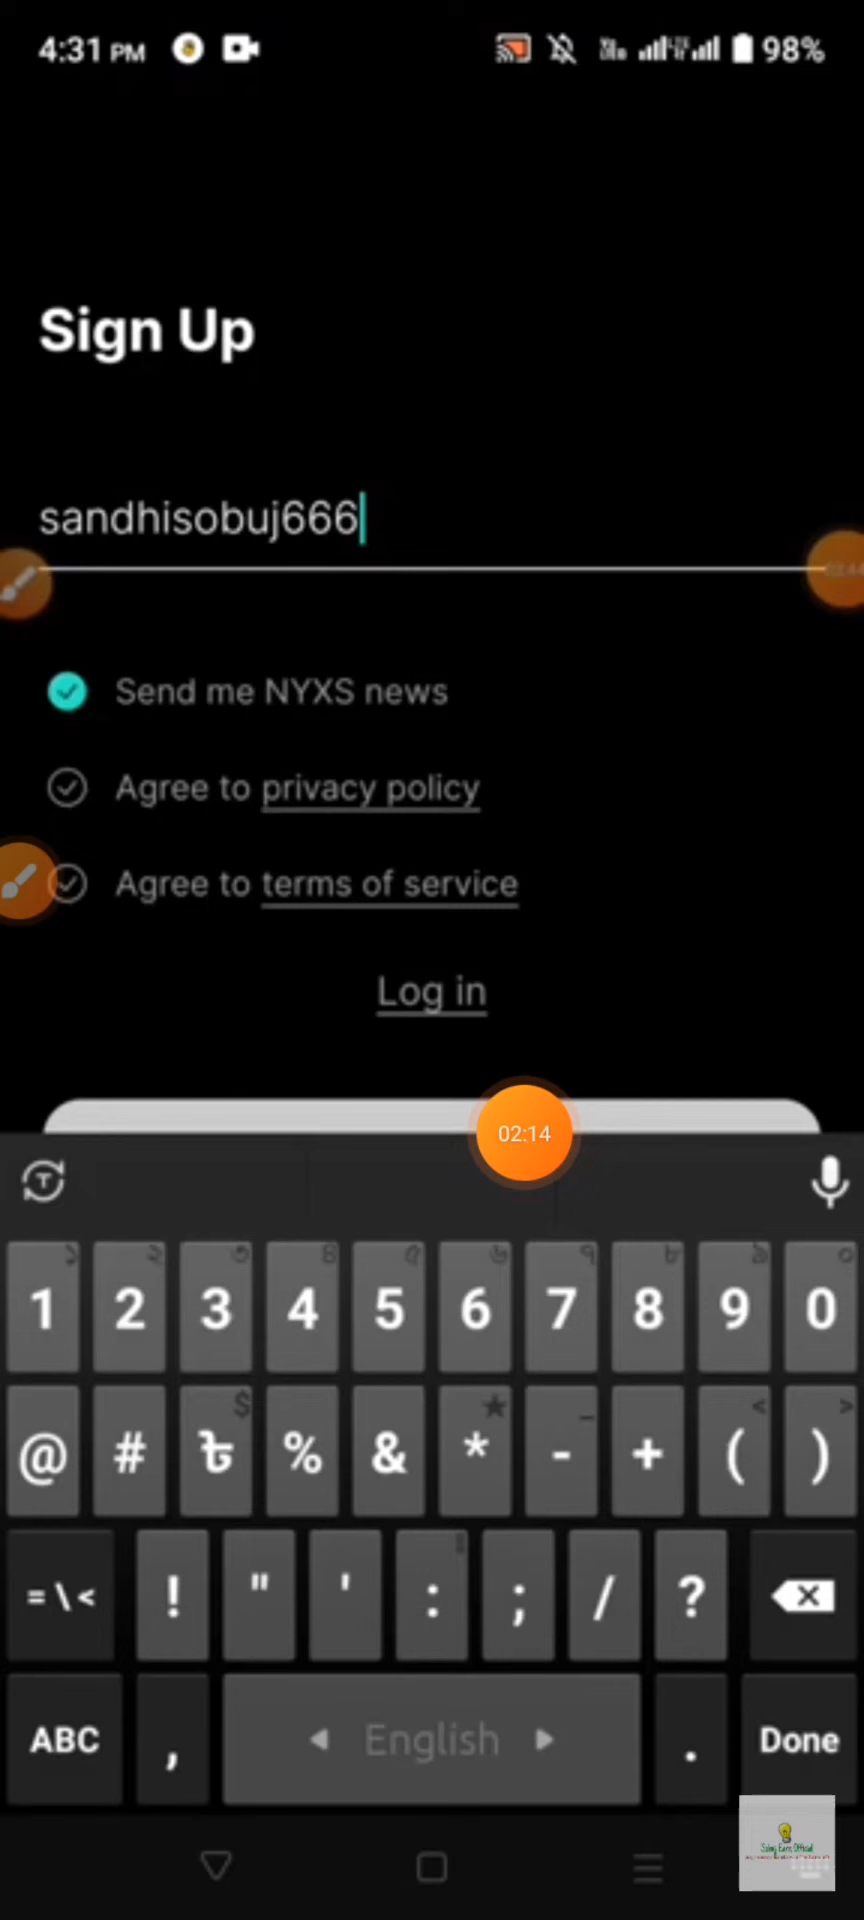 4:31 PM 98%
Sign Up
sandhisobuj666
Send me NYXS news
Agree to privacy policy
Agree to terms of service
Log in
02:14
1 2 3 4 5 6 7 8 9 0
@ # ৳ % & * - + ( )
= \ < ! " ' : ; / ?
ABC , English . Done